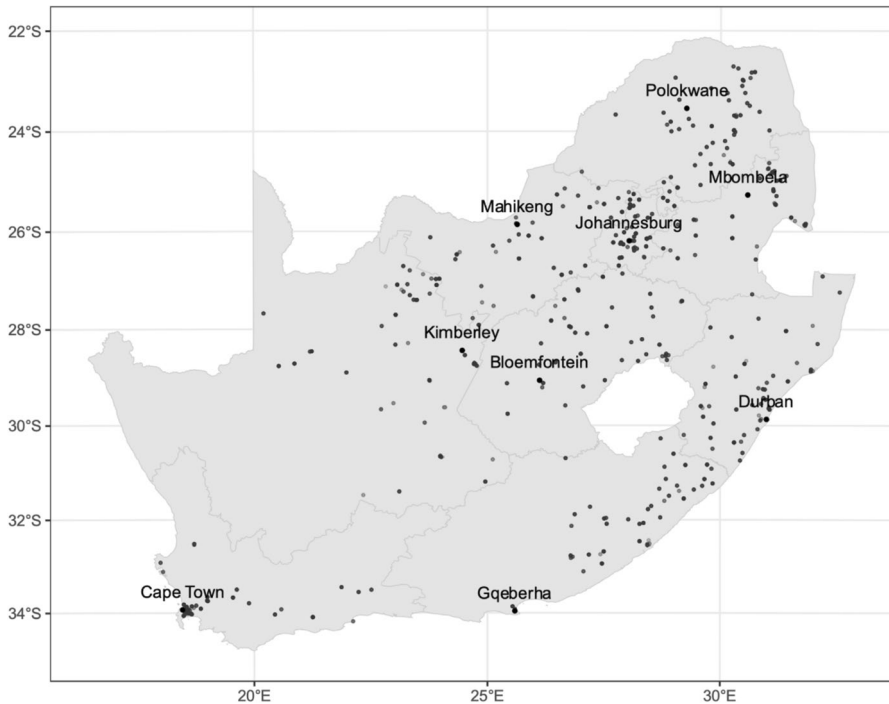 22°S
Polokwane
24°S
Mbombela
Mahikeng
Johannesburg
26°S
28°S
Kimberley
Bloemfontein
Durban
30°S
32°S
Cape Town
Gqeberha
34°S
20°E
25°E
30°E